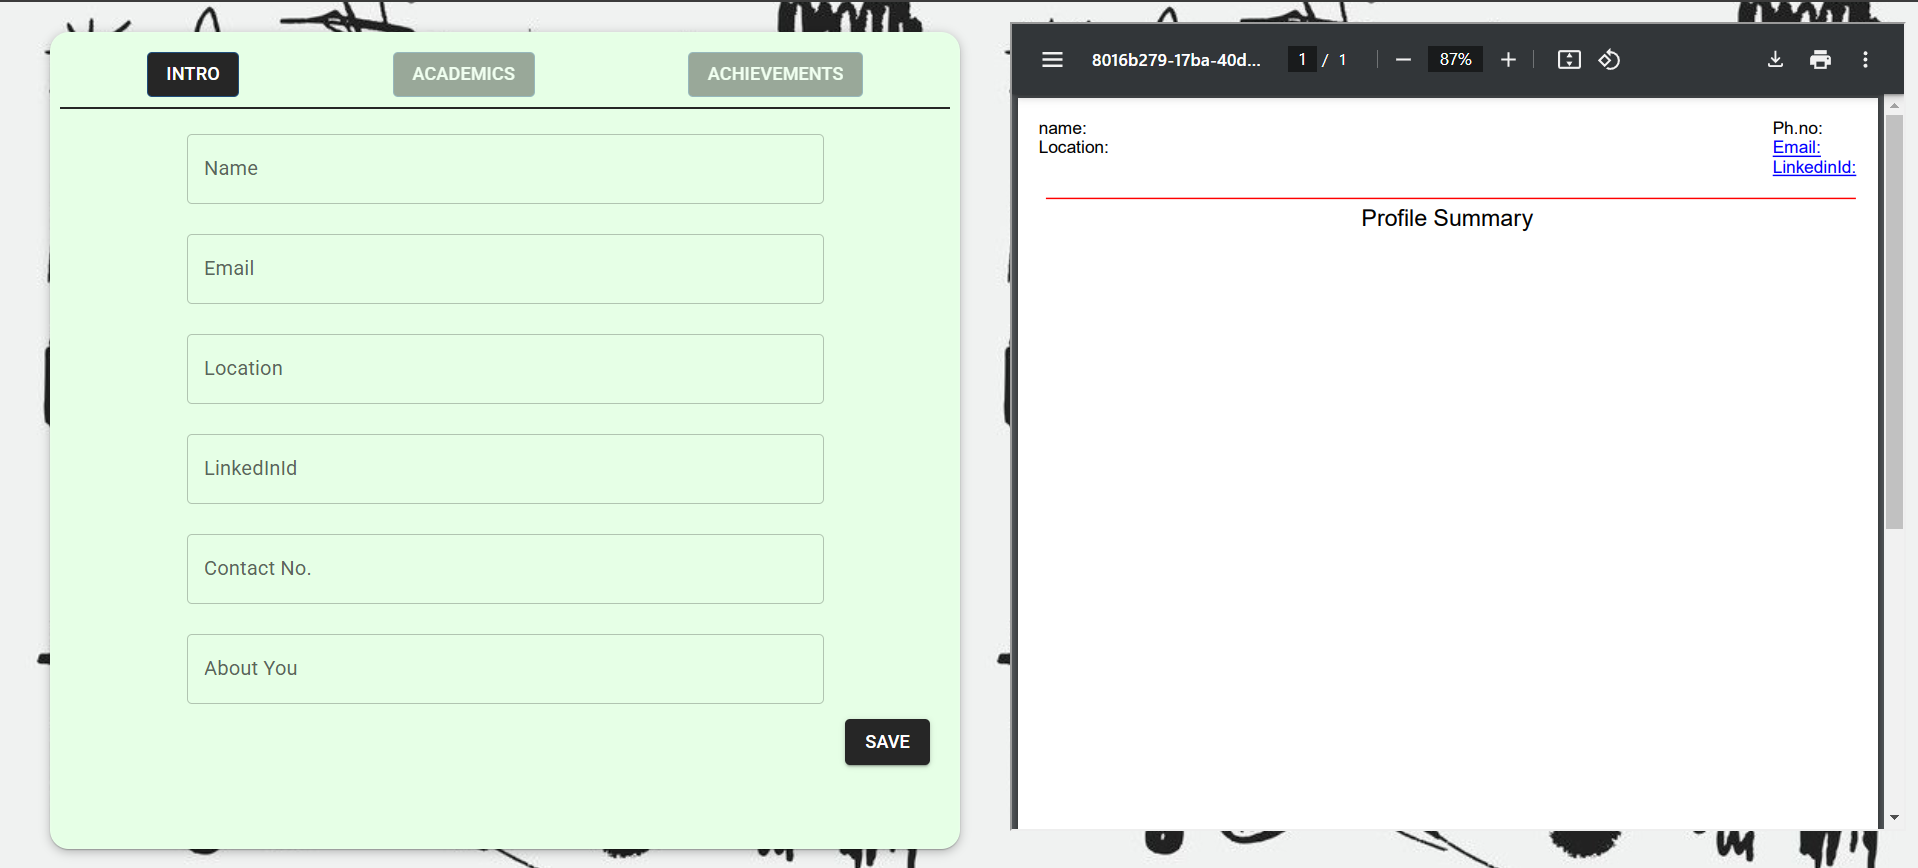 INTRO ACADEMICS ACHIEVEMENTS
Name
Email
Location
LinkedInId
Contact No.
About You
SAVE
8016b279-17ba-40d... 1 / 1 87%
name: Ph.no:
Location: Email:
LinkedinId:
Profile Summary